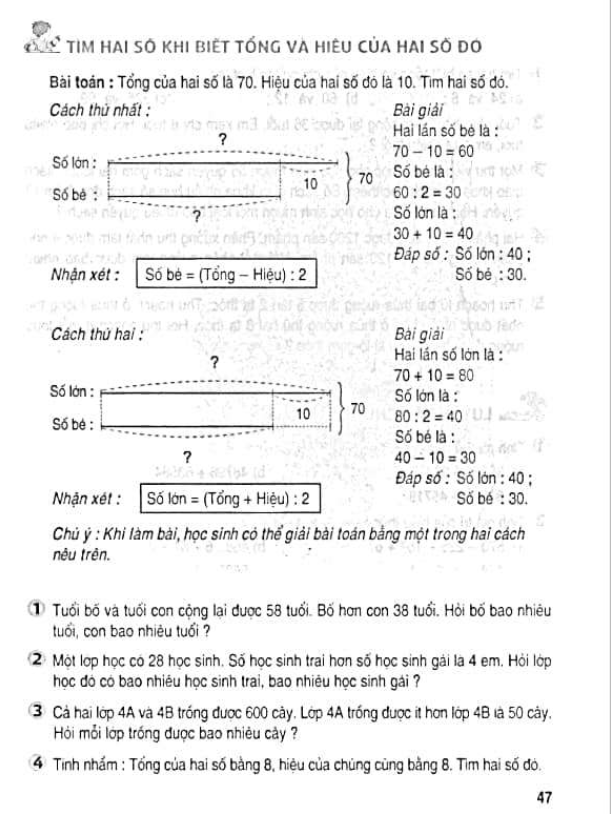 TÌM HAI SỐ KHI BIẾT TỔNG VÀ HIỆU CỦA HAI SỐ ĐÓ
Bài toán : Tổng của hai số là 70. Hiệu của hai số đó là 10. Tìm hai số đó.
Cách thứ nhất :
?
Số lớn :
Số bé :
10
70
?
Nhận xét :
Số bé = (Tổng – Hiệu) : 2
Bài giải
Hai lần số bé là :
70 – 10 = 60
Số bé là :
60 : 2 = 30
Số lớn là :
30 + 10 = 40
Đáp số : Số lớn : 40 ;
Số bé : 30.
Cách thứ hai :
?
Số lớn :
Số bé :
10
70
?
Nhận xét :
Số lớn = (Tổng + Hiệu) : 2
Bài giải
Hai lần số lớn là :
70 + 10 = 80
Số lớn là :
80 : 2 = 40
Số bé là :
40 – 10 = 30
Đáp số : Số lớn : 40 ;
Số bé : 30.
Chú ý : Khi làm bài, học sinh có thể giải bài toán bằng một trong hai cách
nêu trên.
1 Tuổi bố và tuổi con cộng lại được 58 tuổi. Bố hơn con 38 tuổi. Hỏi bố bao nhiêu
tuổi, con bao nhiêu tuổi ?
2 Một lớp học có 28 học sinh. Số học sinh trai hơn số học sinh gái là 4 em. Hỏi lớp
học đó có bao nhiêu học sinh trai, bao nhiêu học sinh gái ?
3 Cả hai lớp 4A và 4B trồng được 600 cây. Lớp 4A trồng được ít hơn lớp 4B là 50 cây.
Hỏi mỗi lớp trồng được bao nhiêu cây ?
4 Tính nhẩm : Tổng của hai số bằng 8, hiệu của chúng cũng bằng 8. Tìm hai số đó.
47